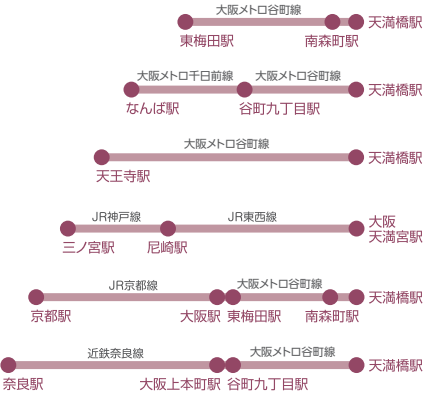 大阪メトロ谷町線
東梅田駅
南森町駅
天満橋駅
大阪メトロ千日前線
大阪メトロ谷町線
なんば駅
谷町九丁目駅
天満橋駅
大阪メトロ谷町線
天王寺駅
天満橋駅
JR神戸線
JR東西線
三ノ宮駅
尼崎駅
大阪
天満宮駅
JR京都線
大阪メトロ谷町線
京都駅
大阪駅
東梅田駅
南森町駅
天満橋駅
近鉄奈良線
大阪メトロ谷町線
奈良駅
大阪上本町駅
谷町九丁目駅
天満橋駅